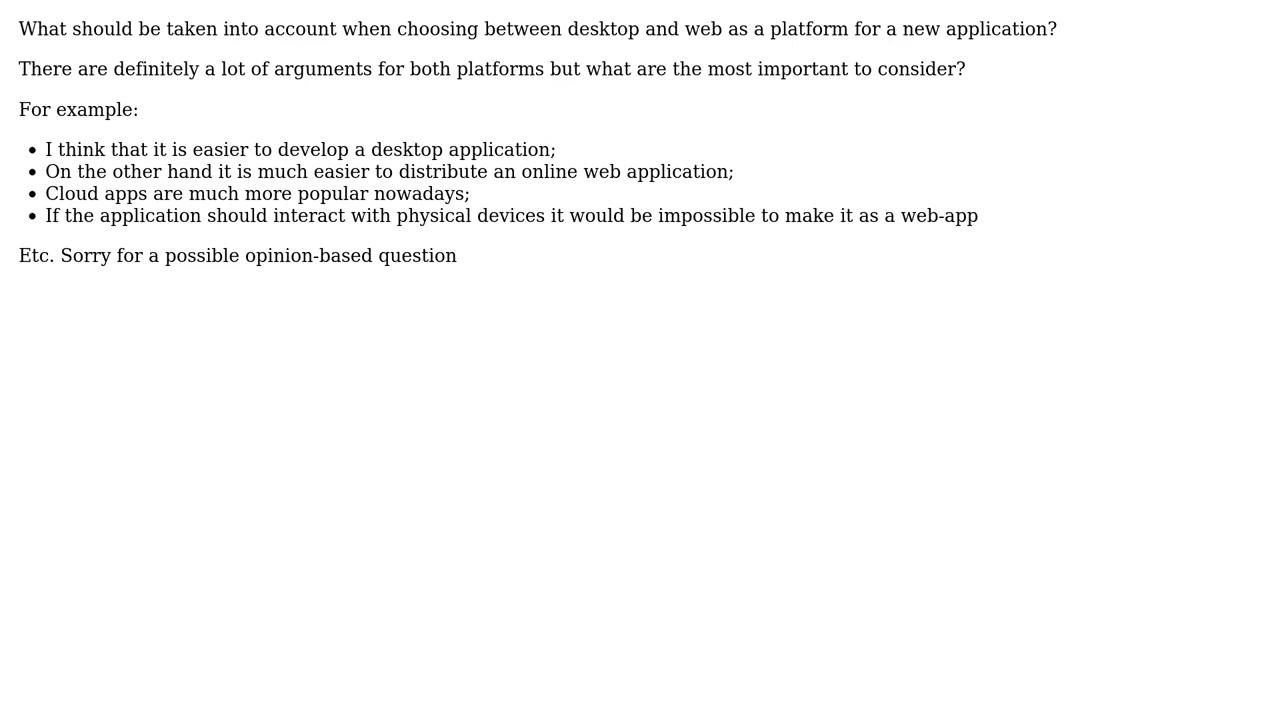 What should be taken into account when choosing between desktop and web as a platform for a new application?
There are definitely a lot of arguments for both platforms but what are the most important to consider?
For example:
• I think that it is easier to develop a desktop application;
• On the other hand it is much easier to distribute an online web application;
• Cloud apps are much more popular nowadays;
• If the application should interact with physical devices it would be impossible to make it as a web-app
Etc. Sorry for a possible opinion-based question